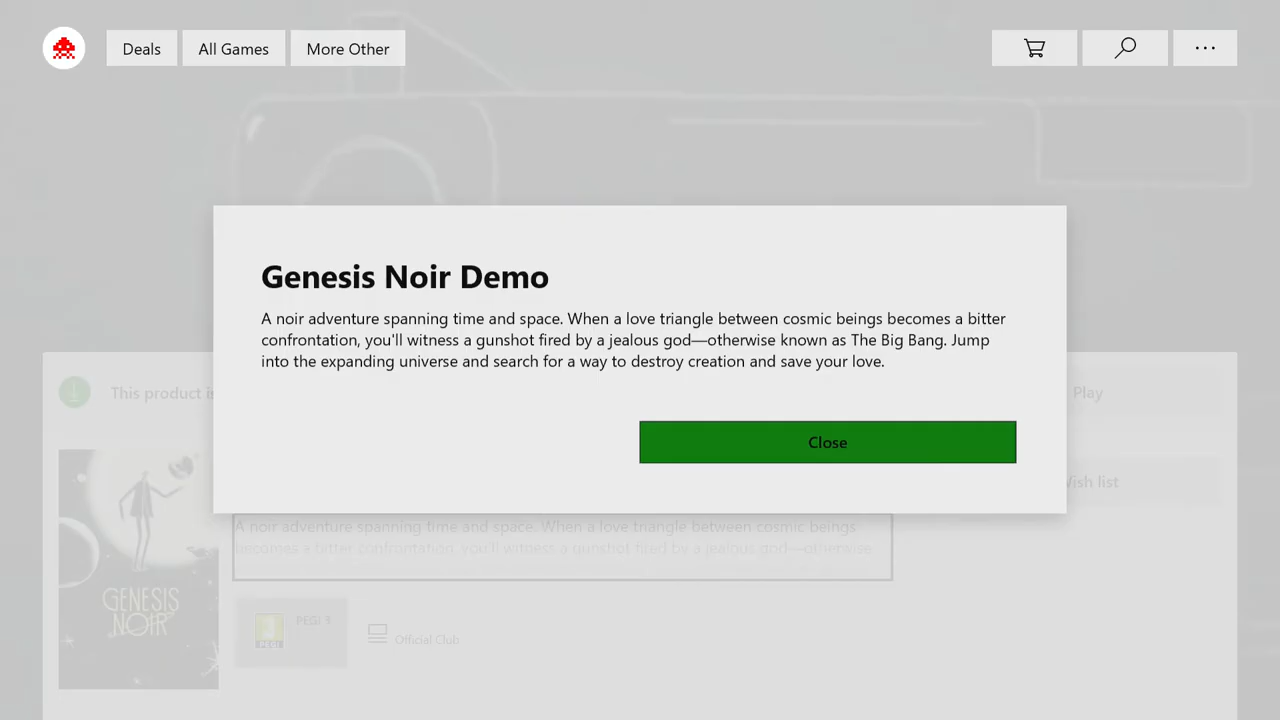 Deals
All Games
More Other
Genesis Noir Demo
A noir adventure spanning time and space. When a love triangle between cosmic beings becomes a bitter
confrontation, you'll witness a gunshot fired by a jealous god—otherwise known as The Big Bang. Jump
into the expanding universe and search for a way to destroy creation and save your love.
Close
This product is
Play
Wish list
A noir adventure spanning time and space. When a love triangle between cosmic beings
becomes a bitter confrontation, you'll witness a gunshot fired by a jealous god—otherwise
GENESIS
NOIR
3
PEGI
PEGI 3
Official Club